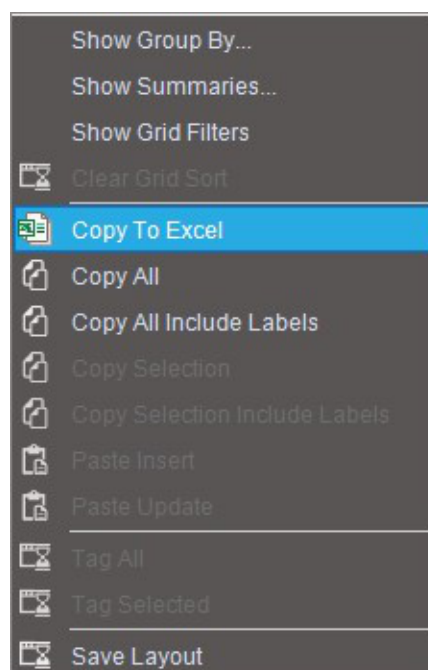 Show Group By...
Show Summaries...
Show Grid Filters
Clear Grid Sort
Copy To Excel
Copy All
Copy All Include Labels
Copy Selection
Copy Selection Include Labels
Paste Insert
Paste Update
Tag All
Tag Selected
Save Layout